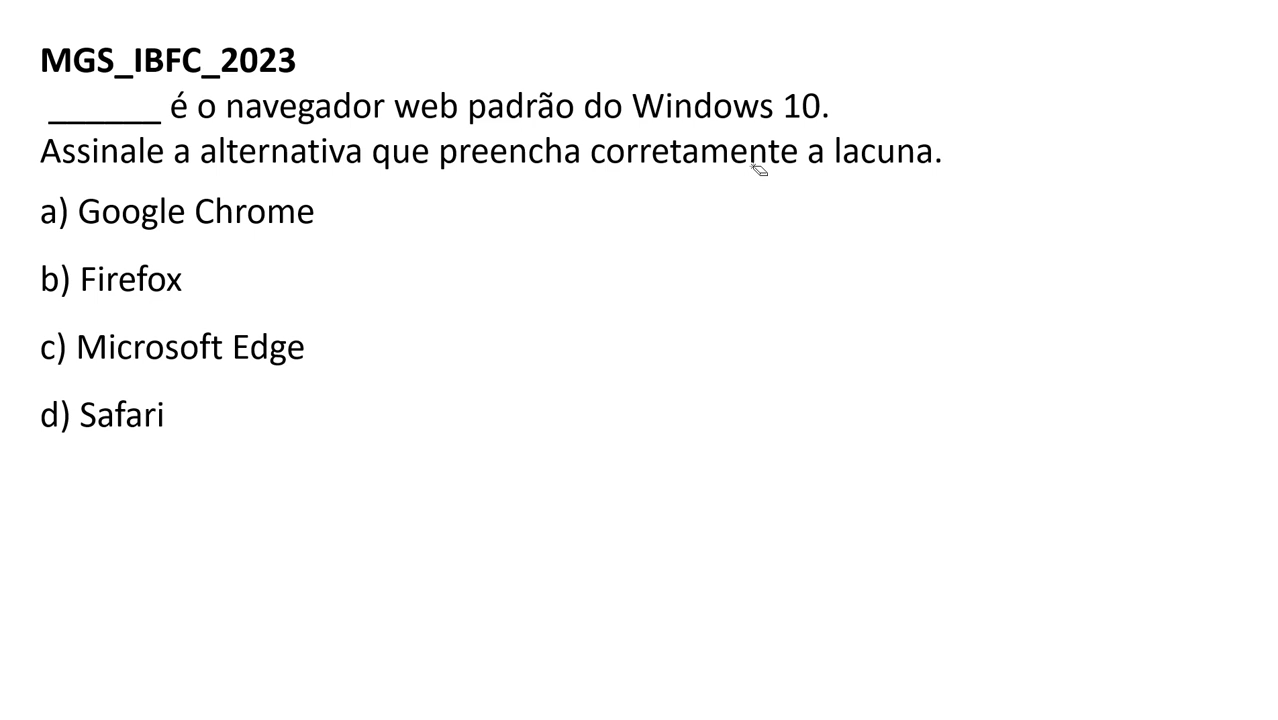 MGS_IBFC_2023
______ é o navegador web padrão do Windows 10.
Assinale a alternativa que preencha corretamente a lacuna.
a) Google Chrome
b) Firefox
c) Microsoft Edge
d) Safari